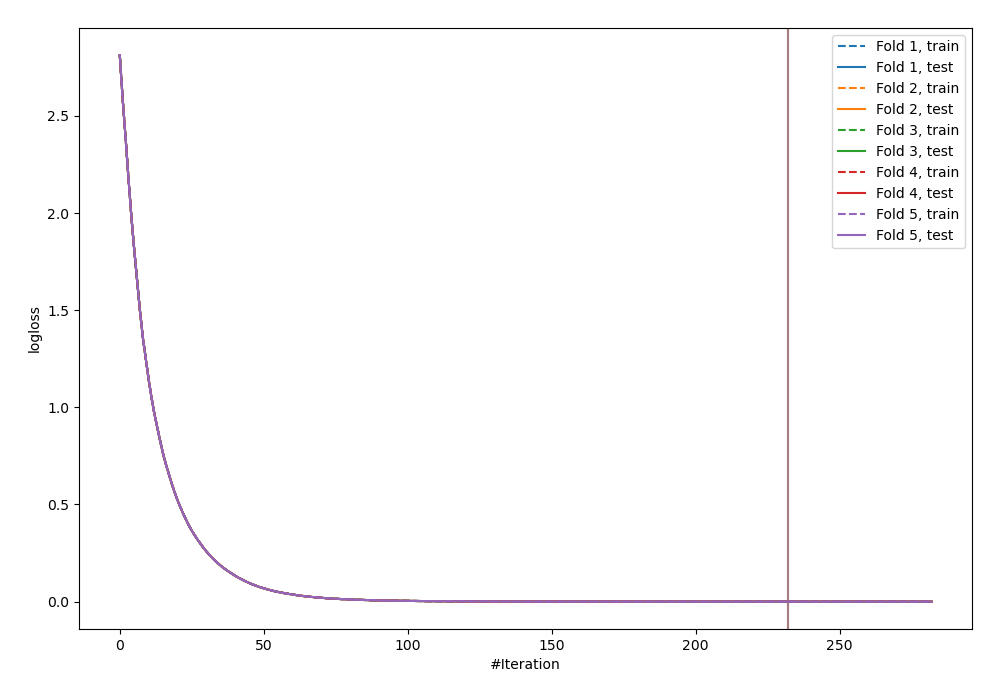 Fold 1, train
Fold 1, test
Fold 2, train
Fold 2, test
Fold 3, train
Fold 3, test
Fold 4, train
Fold 4, test
Fold 5, train
Fold 5, test
2.5
2.0
1.5
1.0
0.5
0.0
logloss
0 50 100 150 200 250
#Iteration